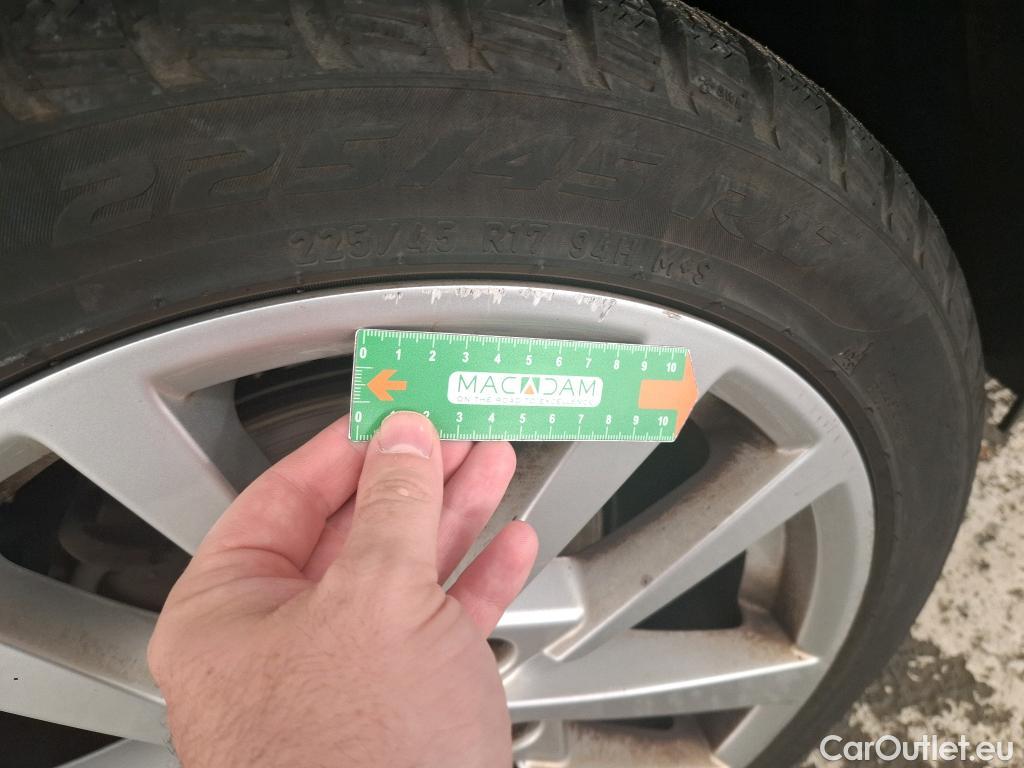 225/45 R17
225/45 R17 94H M+S
0 1 2 3 4 5 6 7 8 9 10
MACADAM
ON THE ROAD TO EXCELLENCE
0 1 2 3 4 5 6 7 8 9 10
CarOutlet.eu